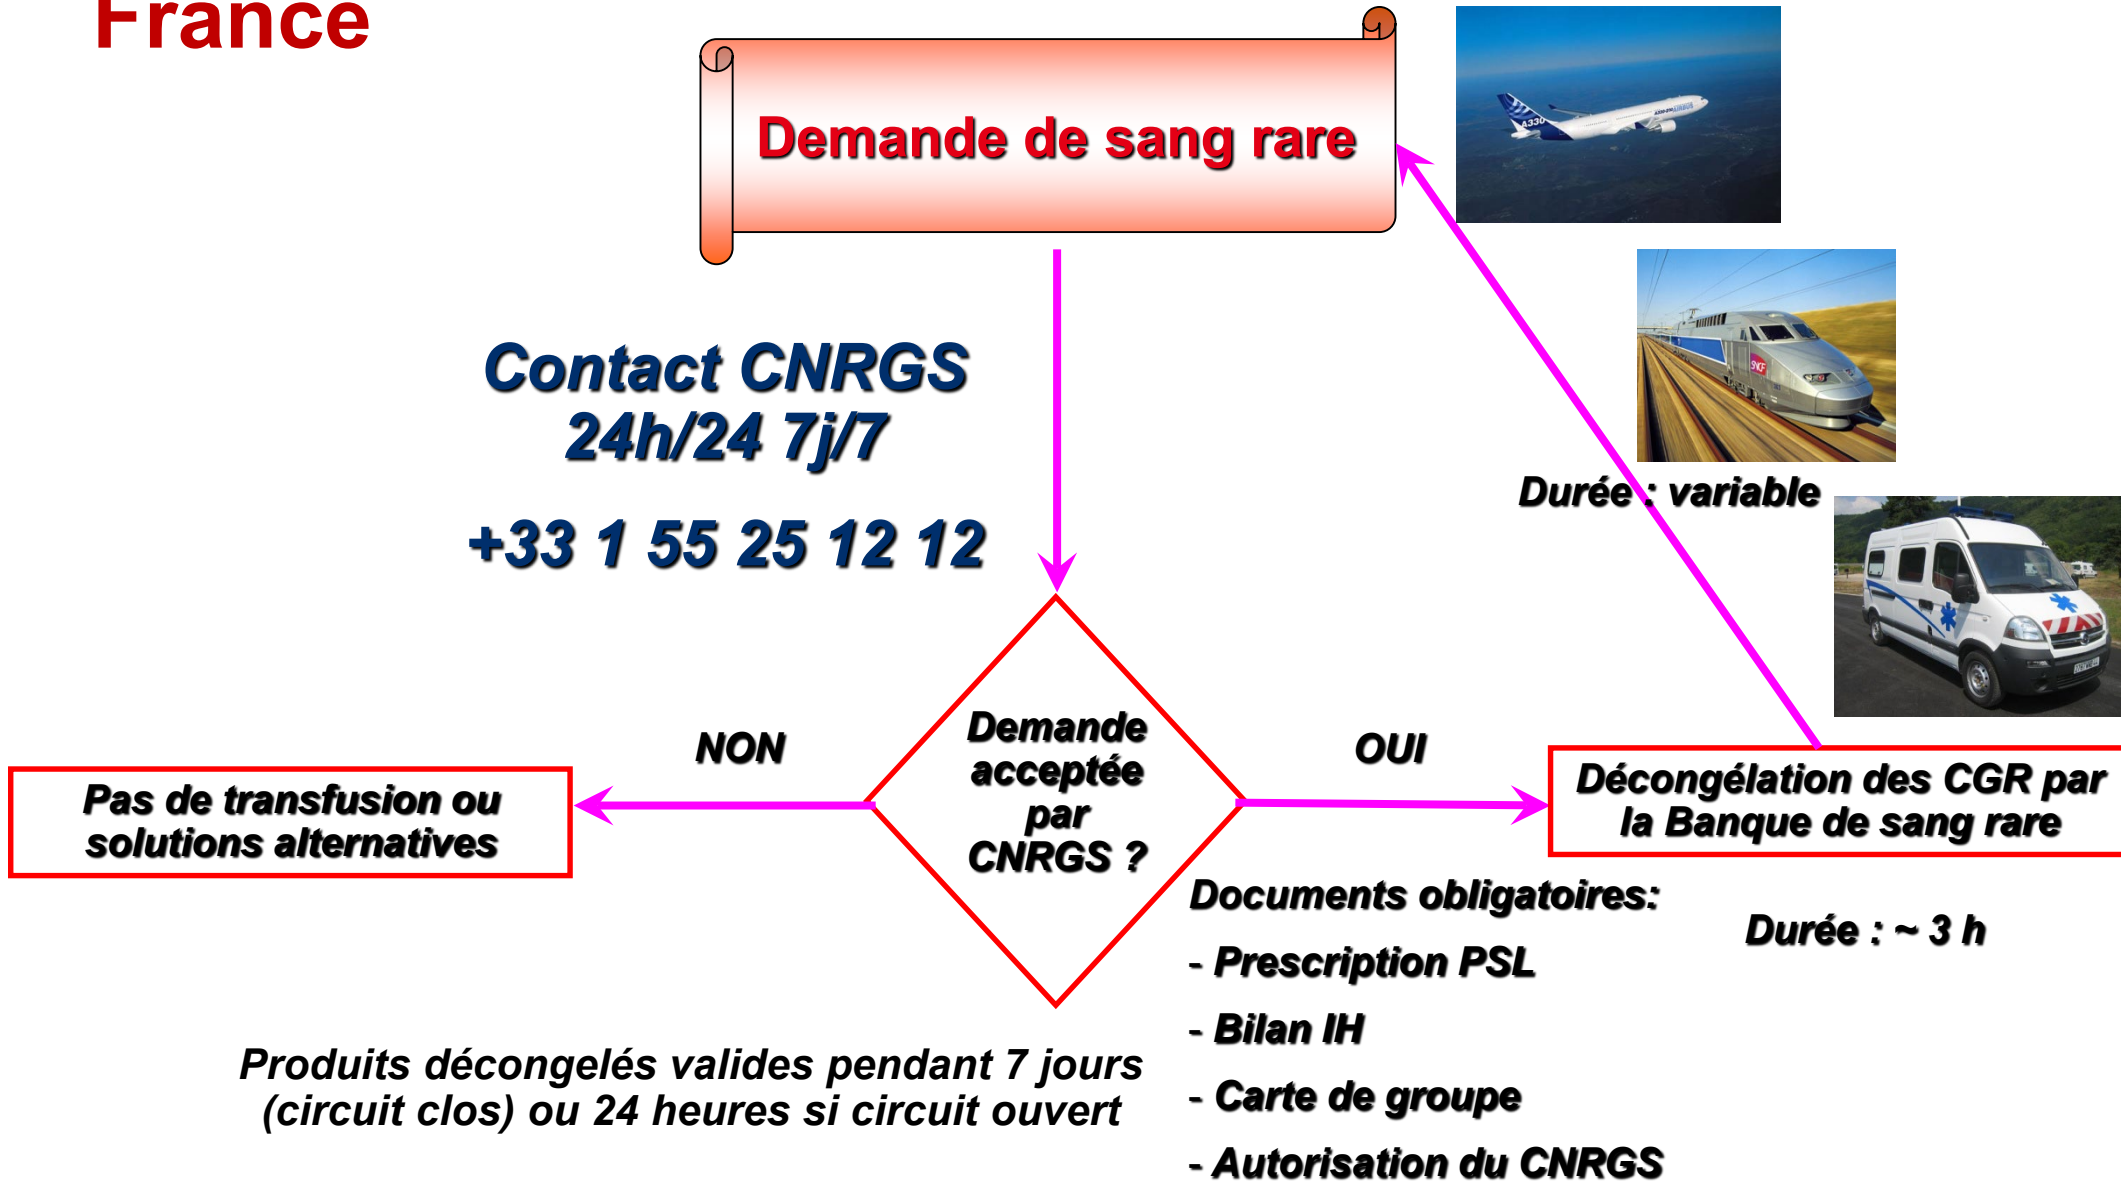 France
Demande de sang rare
A330
Contact CNRGS
24h/24 7j/7
+33 1 55 25 12 12
SNCF
Durée : variable
NON
Demande
acceptée
par
CNRGS ?
OUI
Pas de transfusion ou
solutions alternatives
Décongélation des CGR par
la Banque de sang rare
Durée : ~ 3 h
Documents obligatoires:
- Prescription PSL
- Bilan IH
- Carte de groupe
- Autorisation du CNRGS
Produits décongelés valides pendant 7 jours
(circuit clos) ou 24 heures si circuit ouvert